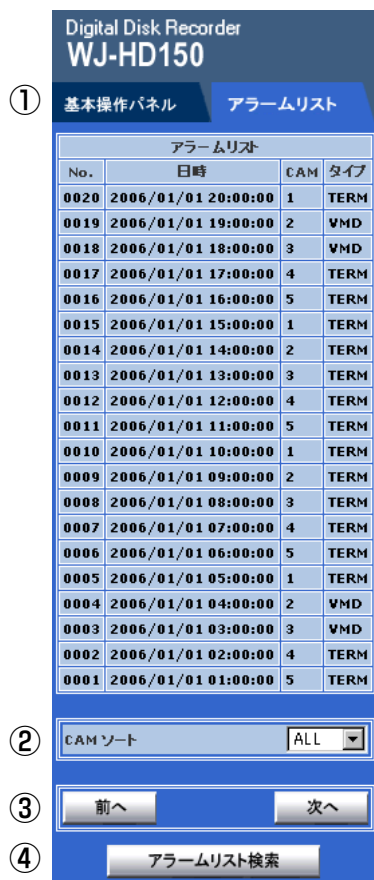 Digital Disk Recorder
WJ-HD150
① 基本操作パネル アラームリスト
アラームリスト
No. 日時 CAM タイプ
0020 2006/01/01 20:00:00 1 TERM
0019 2006/01/01 19:00:00 2 VMD
0018 2006/01/01 18:00:00 3 VMD
0017 2006/01/01 17:00:00 4 TERM
0016 2006/01/01 16:00:00 5 TERM
0015 2006/01/01 15:00:00 1 TERM
0014 2006/01/01 14:00:00 2 TERM
0013 2006/01/01 13:00:00 3 TERM
0012 2006/01/01 12:00:00 4 TERM
0011 2006/01/01 11:00:00 5 TERM
0010 2006/01/01 10:00:00 1 TERM
0009 2006/01/01 09:00:00 2 TERM
0008 2006/01/01 08:00:00 3 TERM
0007 2006/01/01 07:00:00 4 TERM
0006 2006/01/01 06:00:00 5 TERM
0005 2006/01/01 05:00:00 1 TERM
0004 2006/01/01 04:00:00 2 VMD
0003 2006/01/01 03:00:00 3 VMD
0002 2006/01/01 02:00:00 4 TERM
0001 2006/01/01 01:00:00 5 TERM
② CAM ソート ALL
③ 前へ 次へ
④ アラームリスト検索